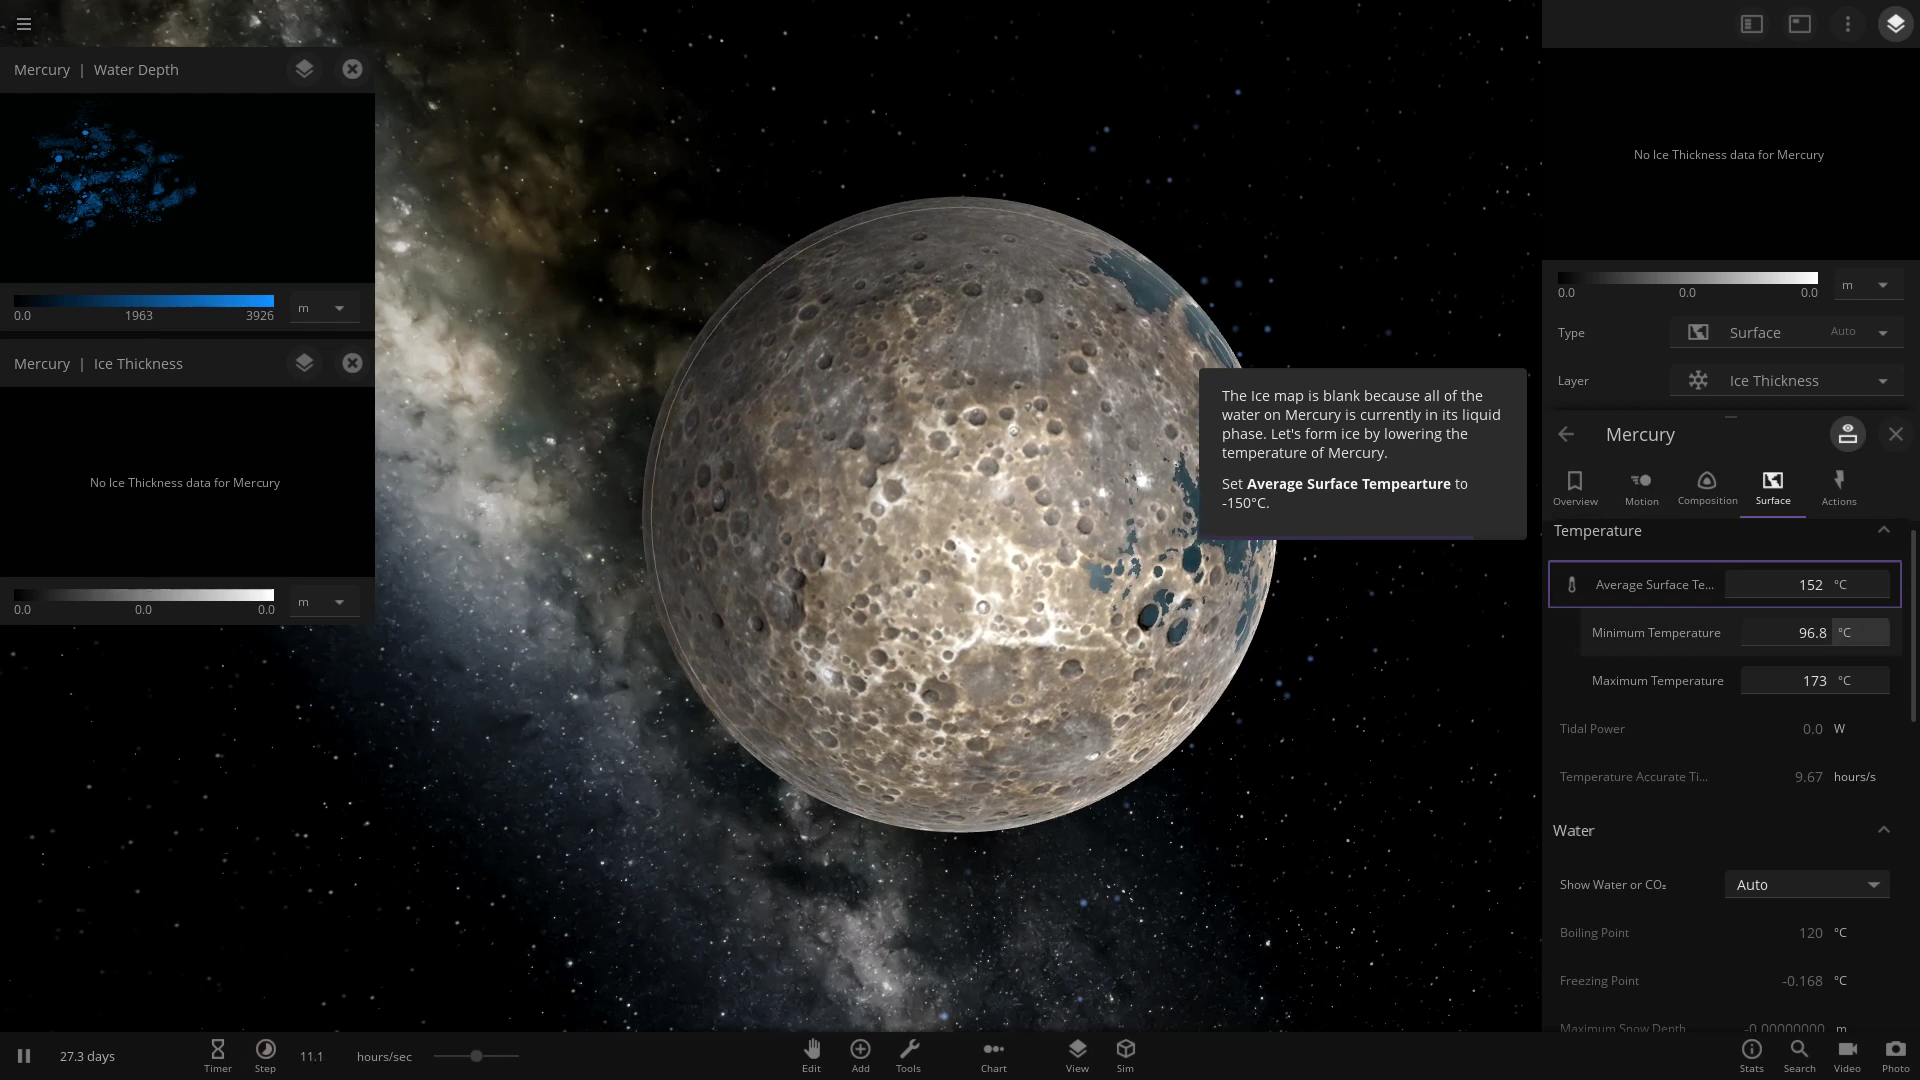 Mercury | Water Depth
0.0 1963 3926 m
Mercury | Ice Thickness
No Ice Thickness data for Mercury
0.0 0.0 0.0 m
The Ice map is blank because all of the
water on Mercury is currently in its liquid
phase. Let's form ice by lowering the
temperature of Mercury.
Set Average Surface Tempearture to
-150°C.
No Ice Thickness data for Mercury
0.0 0.0 0.0 m
Type Surface Auto
Layer Ice Thickness
Mercury
Overview Motion Composition Surface Actions
Temperature
Average Surface Te... 152 °C
Minimum Temperature 96.8 °C
Maximum Temperature 173 °C
Tidal Power 0.0 W
Temperature Accurate Ti... 9.67 hours/s
Water
Show Water or CO₂ Auto
Boiling Point 120 °C
Freezing Point -0.168 °C
Maximum Snow Depth -0.00000000 m
27.3 days Timer Step 11.1 hours/sec Edit Add Tools Chart View Sim Stats Search Video Photo